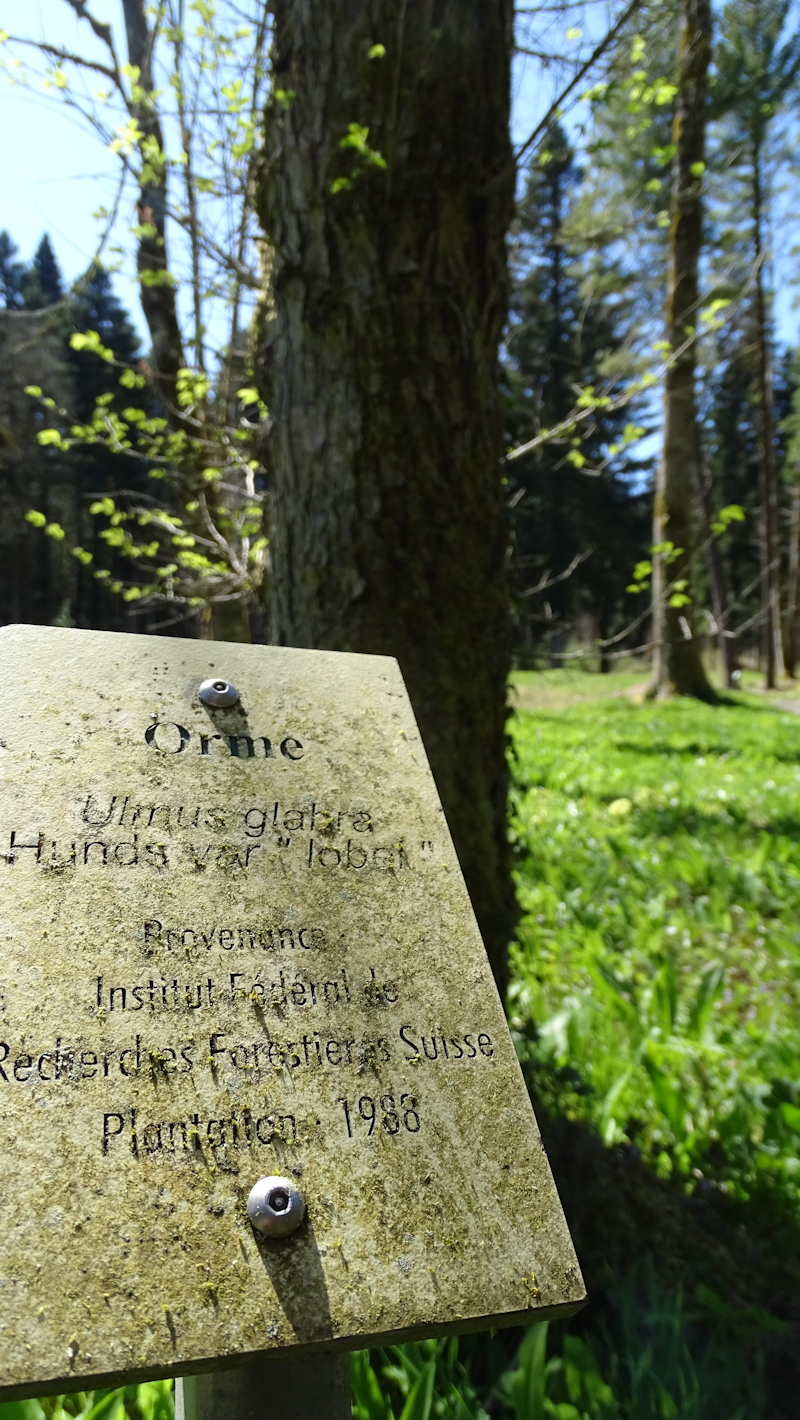 Orme
Ulmus glabra
Hunds var "lobel"
Provenance :
Institut Fédéral de
Recherches Forestières Suisse
Plantation : 1988